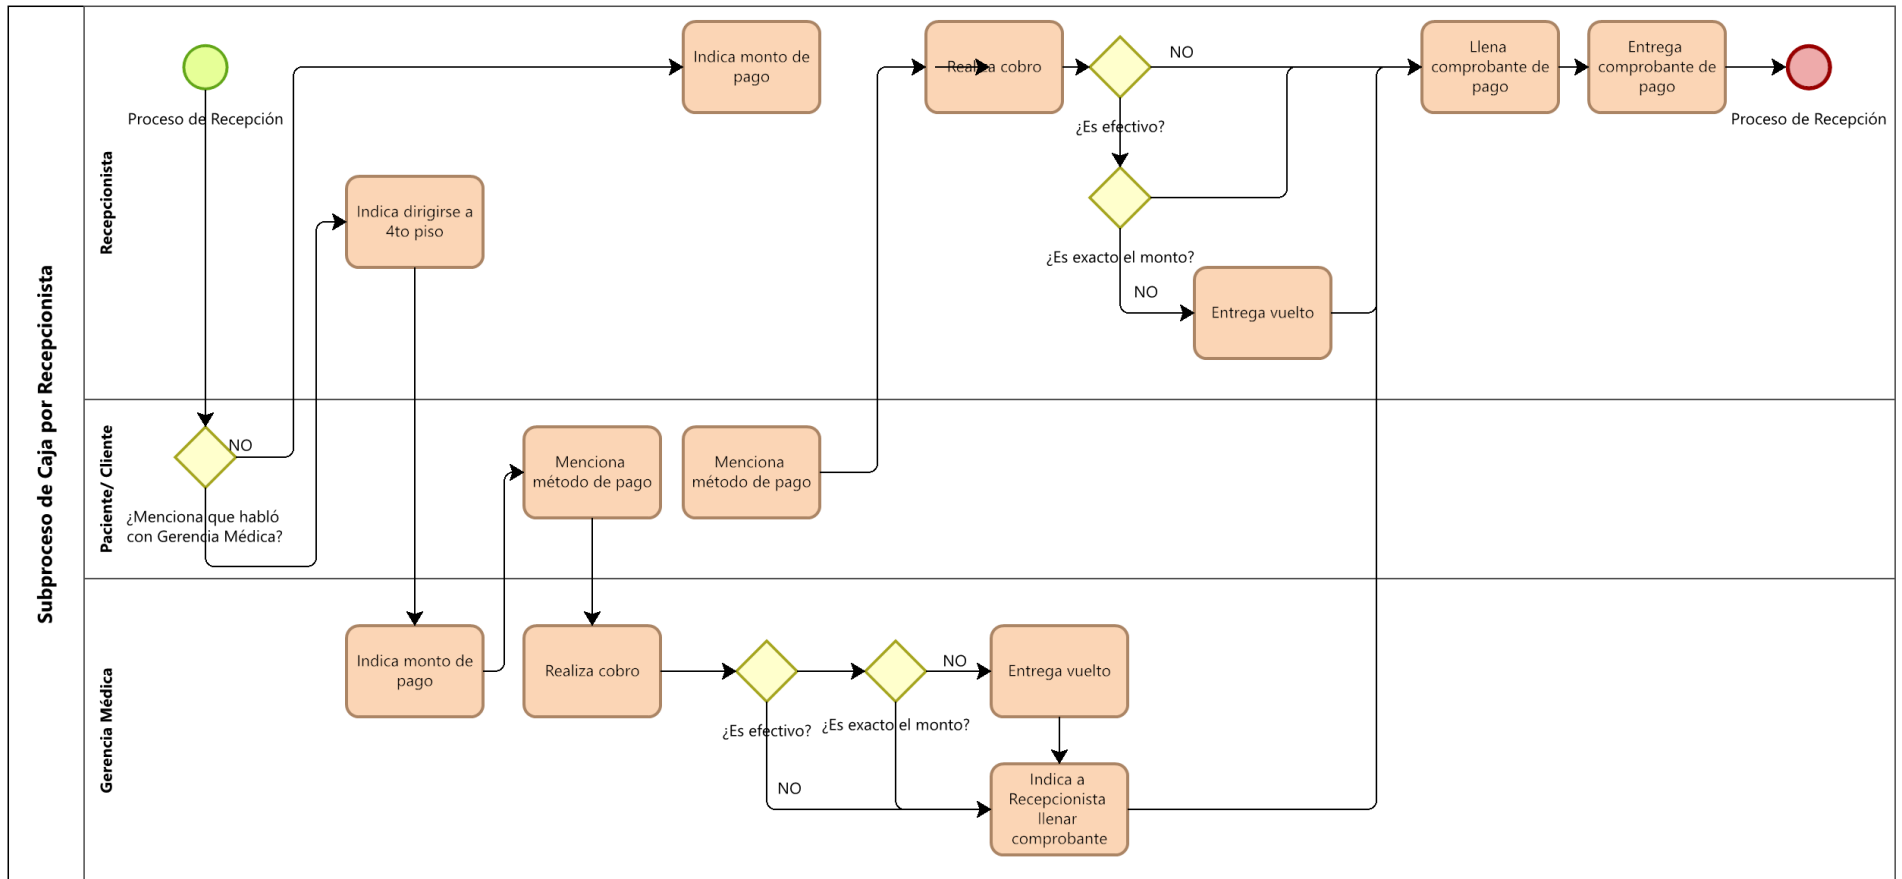 Subproceso de Caja por Recepcionista
Recepcionista
Proceso de Recepción
Indica monto de
pago
Realiza cobro
NO
¿Es efectivo?
Llena
comprobante de
pago
Entrega
comprobante de
pago
Proceso de Recepción
Indica dirigirse a
4to piso
¿Es exacto el monto?
NO
Entrega vuelto
Paciente/ Cliente
NO
¿Menciona que habló
con Gerencia Médica?
Menciona
método de pago
Menciona
método de pago
Gerencia Médica
Indica monto de
pago
Realiza cobro
¿Es efectivo?
NO
¿Es exacto el monto?
NO
Entrega vuelto
Indica a
Recepcionista
llenar
comprobante